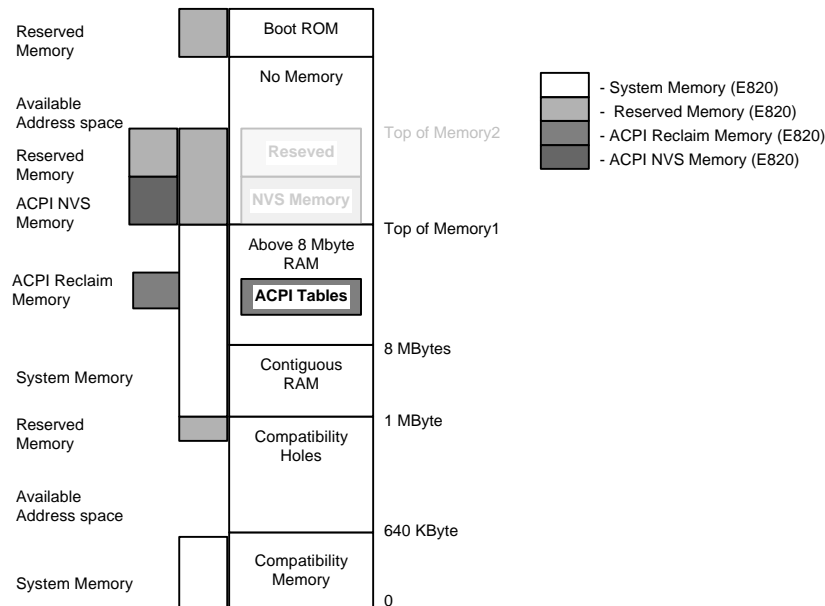 Reserved
Memory
Boot ROM
No Memory
- System Memory (E820)
- Reserved Memory (E820)
- ACPI Reclaim Memory (E820)
- ACPI NVS Memory (E820)
Available
Address space
Top of Memory2
Reserved
Memory
Reseved
ACPI NVS
Memory
NVS Memory
Top of Memory1
Above 8 Mbyte
RAM
ACPI Reclaim
Memory
ACPI Tables
8 MBytes
System Memory
Contiguous
RAM
1 MByte
Reserved
Memory
Compatibility
Holes
Available
Address space
640 KByte
System Memory
Compatibility
Memory
0